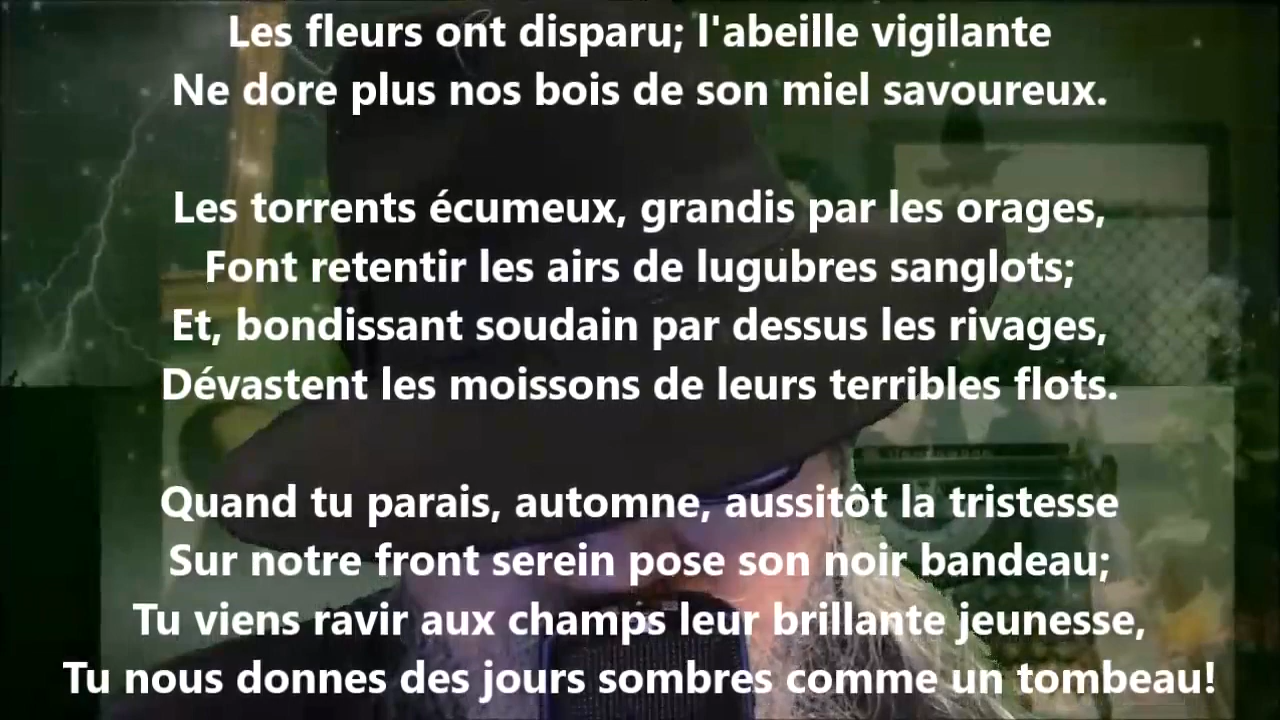 Les fleurs ont disparu; l'abeille vigilante
Ne dore plus nos bois de son miel savoureux.
Les torrents écumeux, grandis par les orages,
Font retentir les airs de lugubres sanglots;
Et, bondissant soudain par dessus les rivages,
Dévastent les moissons de leurs terribles flots.
Quand tu parais, automne, aussitôt la tristesse
Sur notre front serein pose son noir bandeau;
Tu viens ravir aux champs leur brillante jeunesse,
Tu nous donnes des jours sombres comme un tombeau!